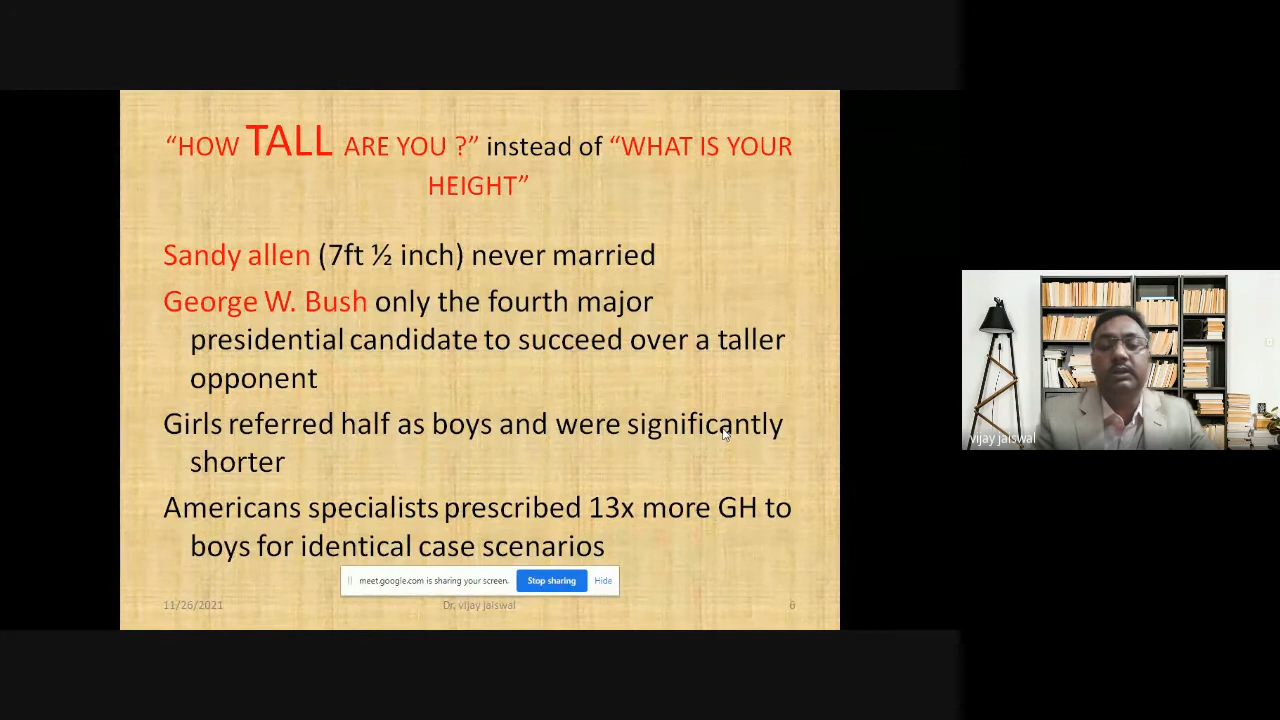 “HOW TALL ARE YOU ?” instead of “WHAT IS YOUR
HEIGHT”
Sandy allen (7ft ½ inch) never married
George W. Bush only the fourth major
presidential candidate to succeed over a taller
opponent
Girls referred half as boys and were significantly
shorter
Americans specialists prescribed 13x more GH to
boys for identical case scenarios
meet.google.com is sharing your screen.
Stop sharing
Hide
11/26/2021
Dr. vijay jaiswal
6
vijay jaiswal